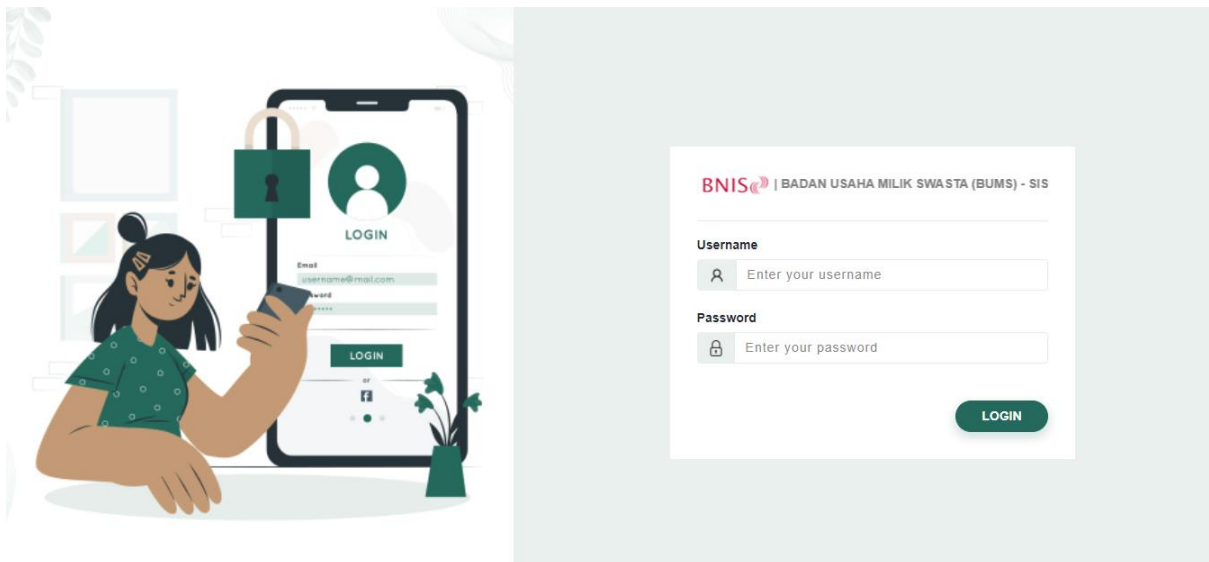 LOGIN
Email
username@mail.com
LOGIN
or
BNIS | BADAN USAHA MILIK SWASTA (BUMS) - SIS
Username
Enter your username
Password
Enter your password
LOGIN